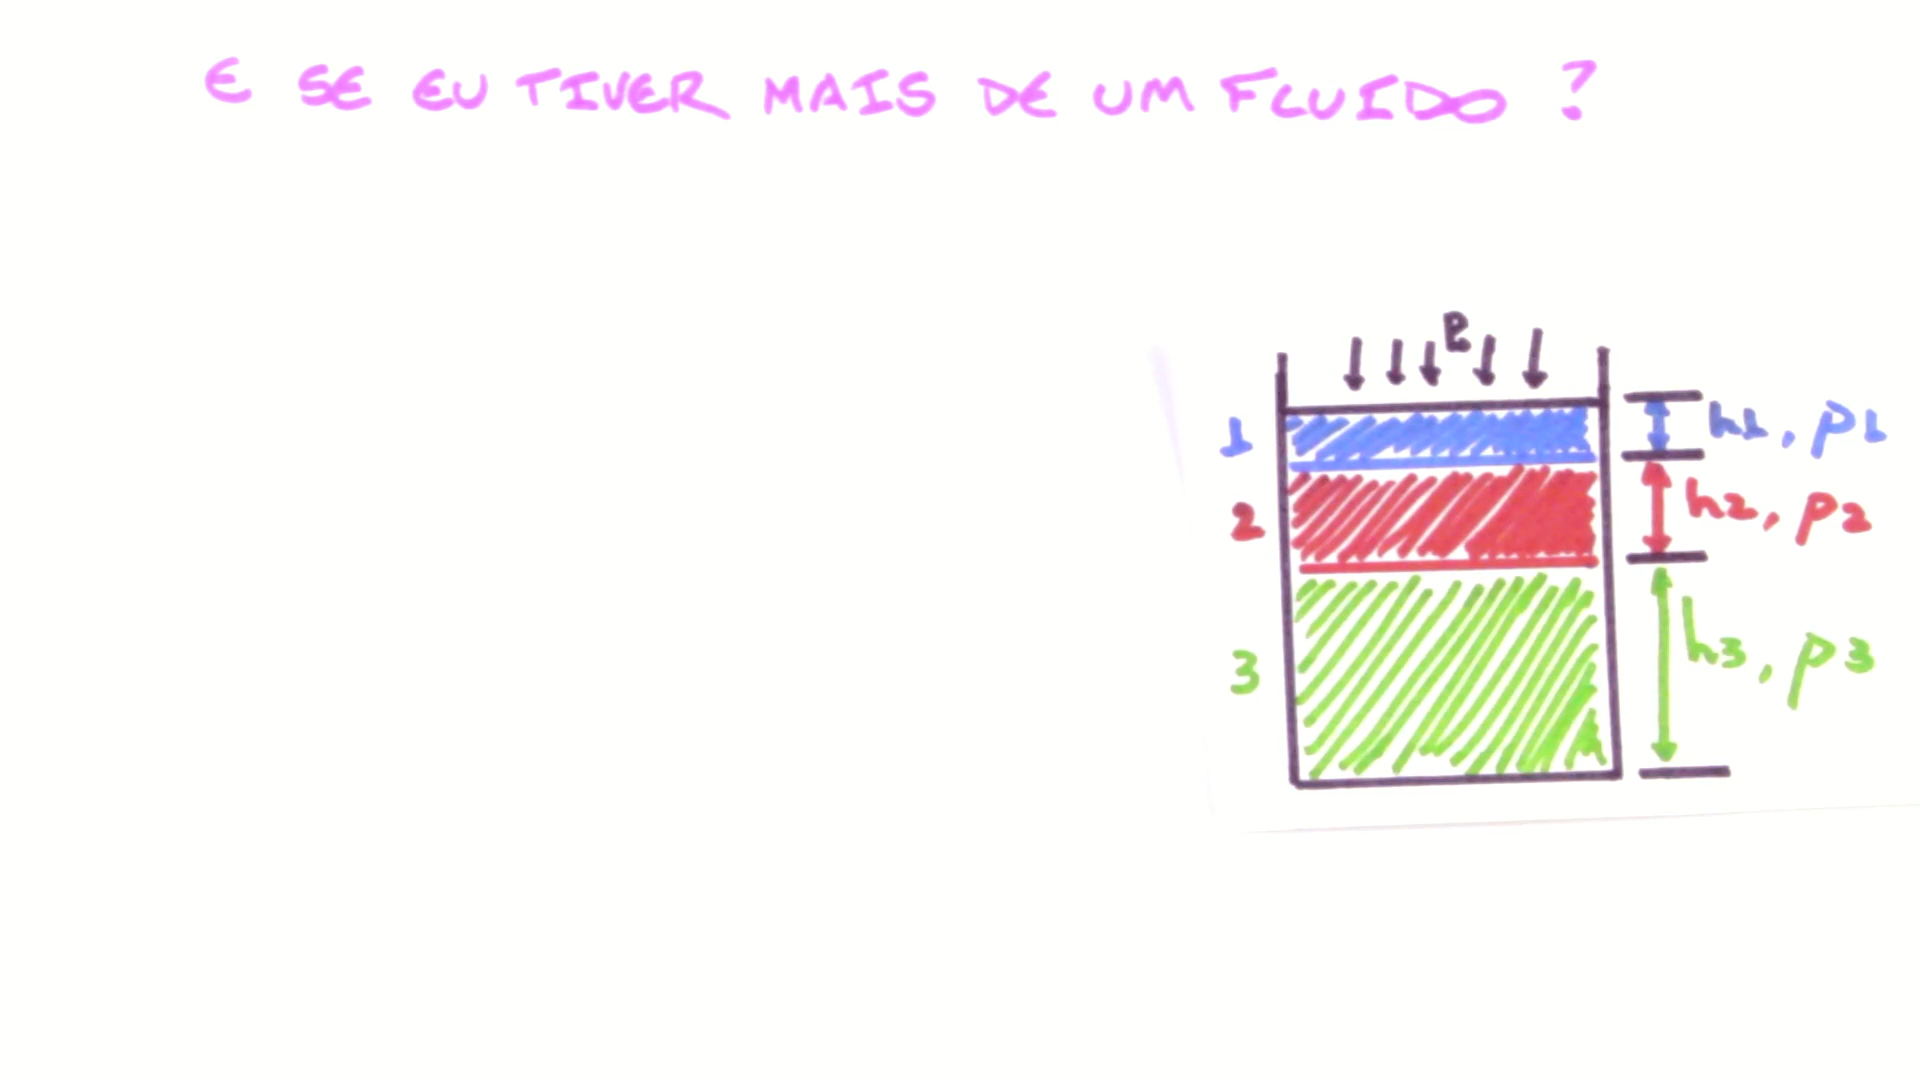 E SE EU TIVER MAIS DE UM FLUIDO?
1
h1, ρ1
2
h2, ρ2
3
h3, ρ3